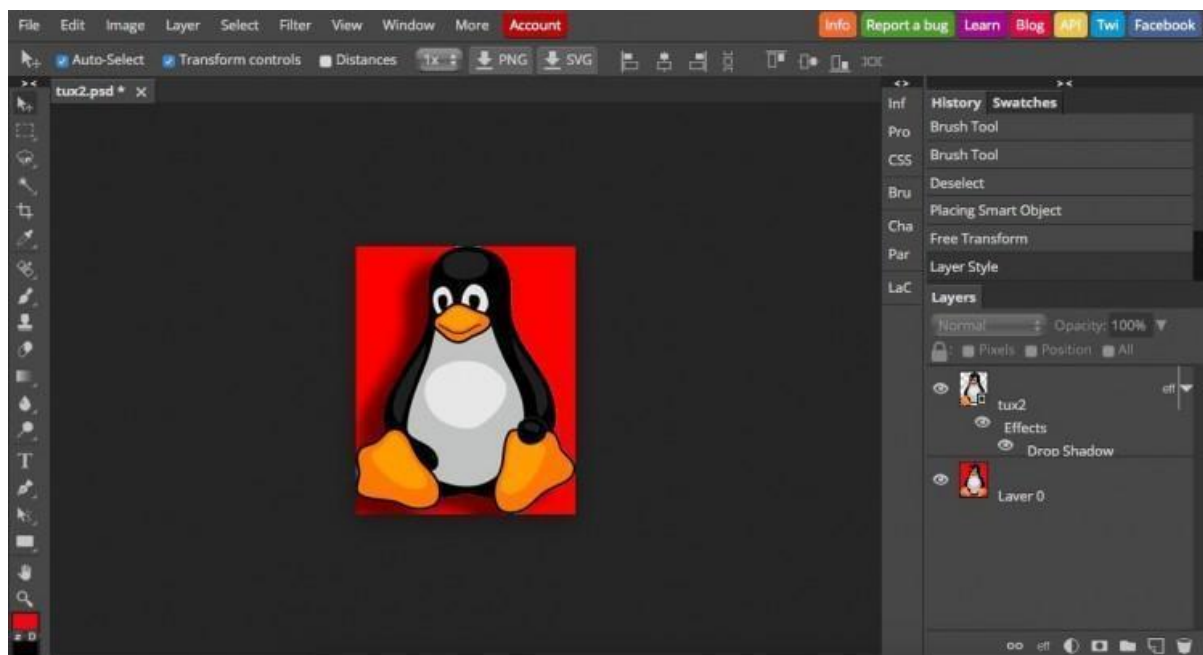 File Edit Image Layer Select Filter View Window More Account Info Report a bug Learn Blog API Twi Facebook
Auto-Select Transform controls Distances 1x PNG SVG
tux2.psd *
Inf
Pro
CSS
Bru
Cha
Par
LaC
History Swatches
Brush Tool
Brush Tool
Deselect
Placing Smart Object
Free Transform
Layer Style
Layers
Normal Opacity: 100%
: Pixels Position All
eff
tux2
Effects
Drop Shadow
Layer 0
T
D
eff